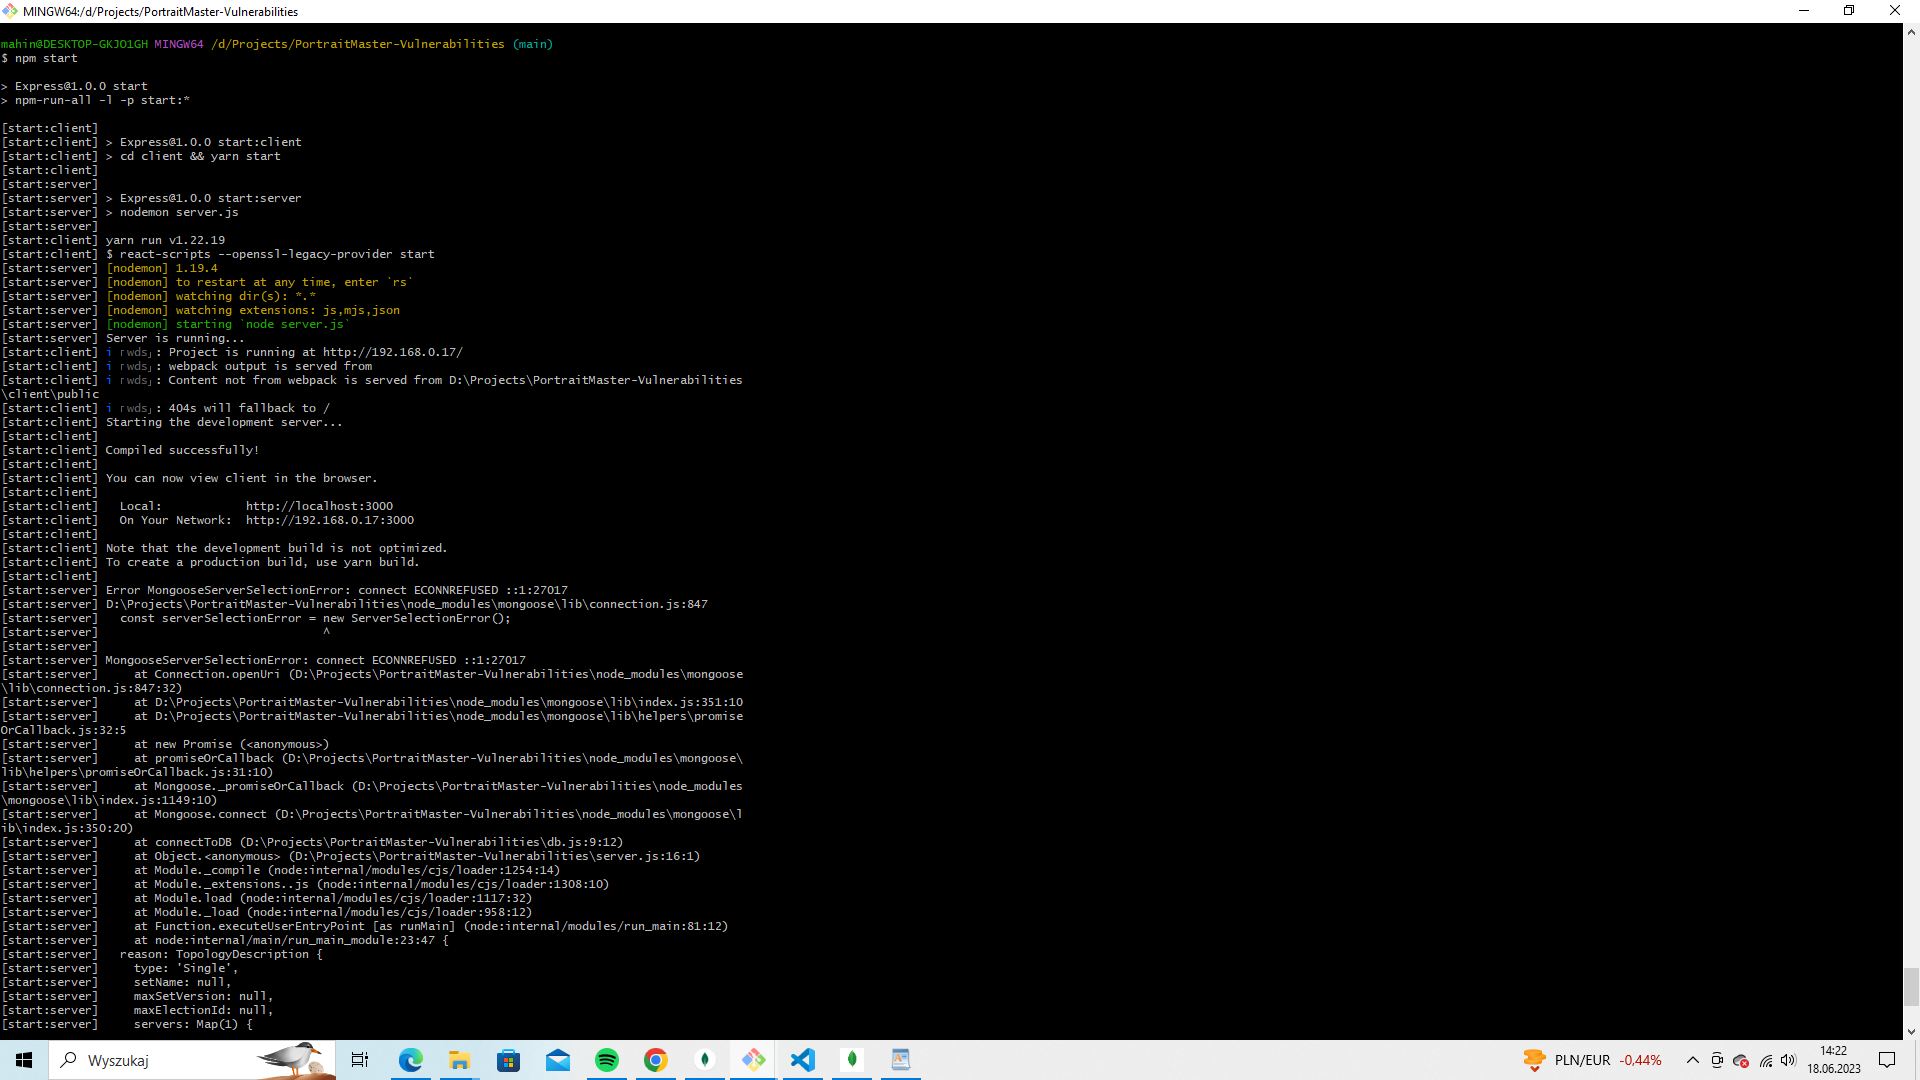 MINGW64:/d/Projects/PortraitMaster-Vulnerabilities
mahin@DESKTOP-GKJO1GH MINGW64 /d/Projects/PortraitMaster-Vulnerabilities (main)
$ npm start
> Express@1.0.0 start
> npm-run-all -l -p start:*
[start:client]
[start:client] > Express@1.0.0 start:client
[start:client] > cd client && yarn start
[start:client]
[start:server]
[start:server] > Express@1.0.0 start:server
[start:server] > nodemon server.js
[start:server]
[start:client] yarn run v1.22.19
[start:client] $ react-scripts --openssl-legacy-provider start
[start:server] [nodemon] 1.19.4
[start:server] [nodemon] to restart at any time, enter `rs`
[start:server] [nodemon] watching dir(s): *.*
[start:server] [nodemon] watching extensions: js,mjs,json
[start:server] [nodemon] starting `node server.js`
[start:server] Server is running...
[start:client] i ｢wds｣: Project is running at http://192.168.0.17/
[start:client] i ｢wds｣: webpack output is served from
[start:client] i ｢wds｣: Content not from webpack is served from D:\Projects\PortraitMaster-Vulnerabilities
\client\public
[start:client] i ｢wds｣: 404s will fallback to /
[start:client] Starting the development server...
[start:client]
[start:client] Compiled successfully!
[start:client]
[start:client] You can now view client in the browser.
[start:client]
[start:client]   Local:            http://localhost:3000
[start:client]   On Your Network:  http://192.168.0.17:3000
[start:client]
[start:client] Note that the development build is not optimized.
[start:client] To create a production build, use yarn build.
[start:client]
[start:server] Error MongooseServerSelectionError: connect ECONNREFUSED ::1:27017
[start:server] D:\Projects\PortraitMaster-Vulnerabilities\node_modules\mongoose\lib\connection.js:847
[start:server]   const serverSelectionError = new ServerSelectionError();
[start:server]                                ^
[start:server]
[start:server] MongooseServerSelectionError: connect ECONNREFUSED ::1:27017
[start:server]     at Connection.openUri (D:\Projects\PortraitMaster-Vulnerabilities\node_modules\mongoose
\lib\connection.js:847:32)
[start:server]     at D:\Projects\PortraitMaster-Vulnerabilities\node_modules\mongoose\lib\index.js:351:10
[start:server]     at D:\Projects\PortraitMaster-Vulnerabilities\node_modules\mongoose\lib\helpers\promise
OrCallback.js:32:5
[start:server]     at new Promise (<anonymous>)
[start:server]     at promiseOrCallback (D:\Projects\PortraitMaster-Vulnerabilities\node_modules\mongoose\
lib\helpers\promiseOrCallback.js:31:10)
[start:server]     at Mongoose._promiseOrCallback (D:\Projects\PortraitMaster-Vulnerabilities\node_modules
\mongoose\lib\index.js:1149:10)
[start:server]     at Mongoose.connect (D:\Projects\PortraitMaster-Vulnerabilities\node_modules\mongoose\l
ib\index.js:350:20)
[start:server]     at connectToDB (D:\Projects\PortraitMaster-Vulnerabilities\db.js:9:12)
[start:server]     at Object.<anonymous> (D:\Projects\PortraitMaster-Vulnerabilities\server.js:16:1)
[start:server]     at Module._compile (node:internal/modules/cjs/loader:1254:14)
[start:server]     at Module._extensions..js (node:internal/modules/cjs/loader:1308:10)
[start:server]     at Module.load (node:internal/modules/cjs/loader:1117:32)
[start:server]     at Module._load (node:internal/modules/cjs/loader:958:12)
[start:server]     at Function.executeUserEntryPoint [as runMain] (node:internal/modules/run_main:81:12)
[start:server]     at node:internal/main/run_main_module:23:47 {
[start:server]   reason: TopologyDescription {
[start:server]     type: 'Single',
[start:server]     setName: null,
[start:server]     maxSetVersion: null,
[start:server]     maxElectionId: null,
[start:server]     servers: Map(1) {
Wyszukaj
PLN/EUR -0,44%
14:22
18.06.2023